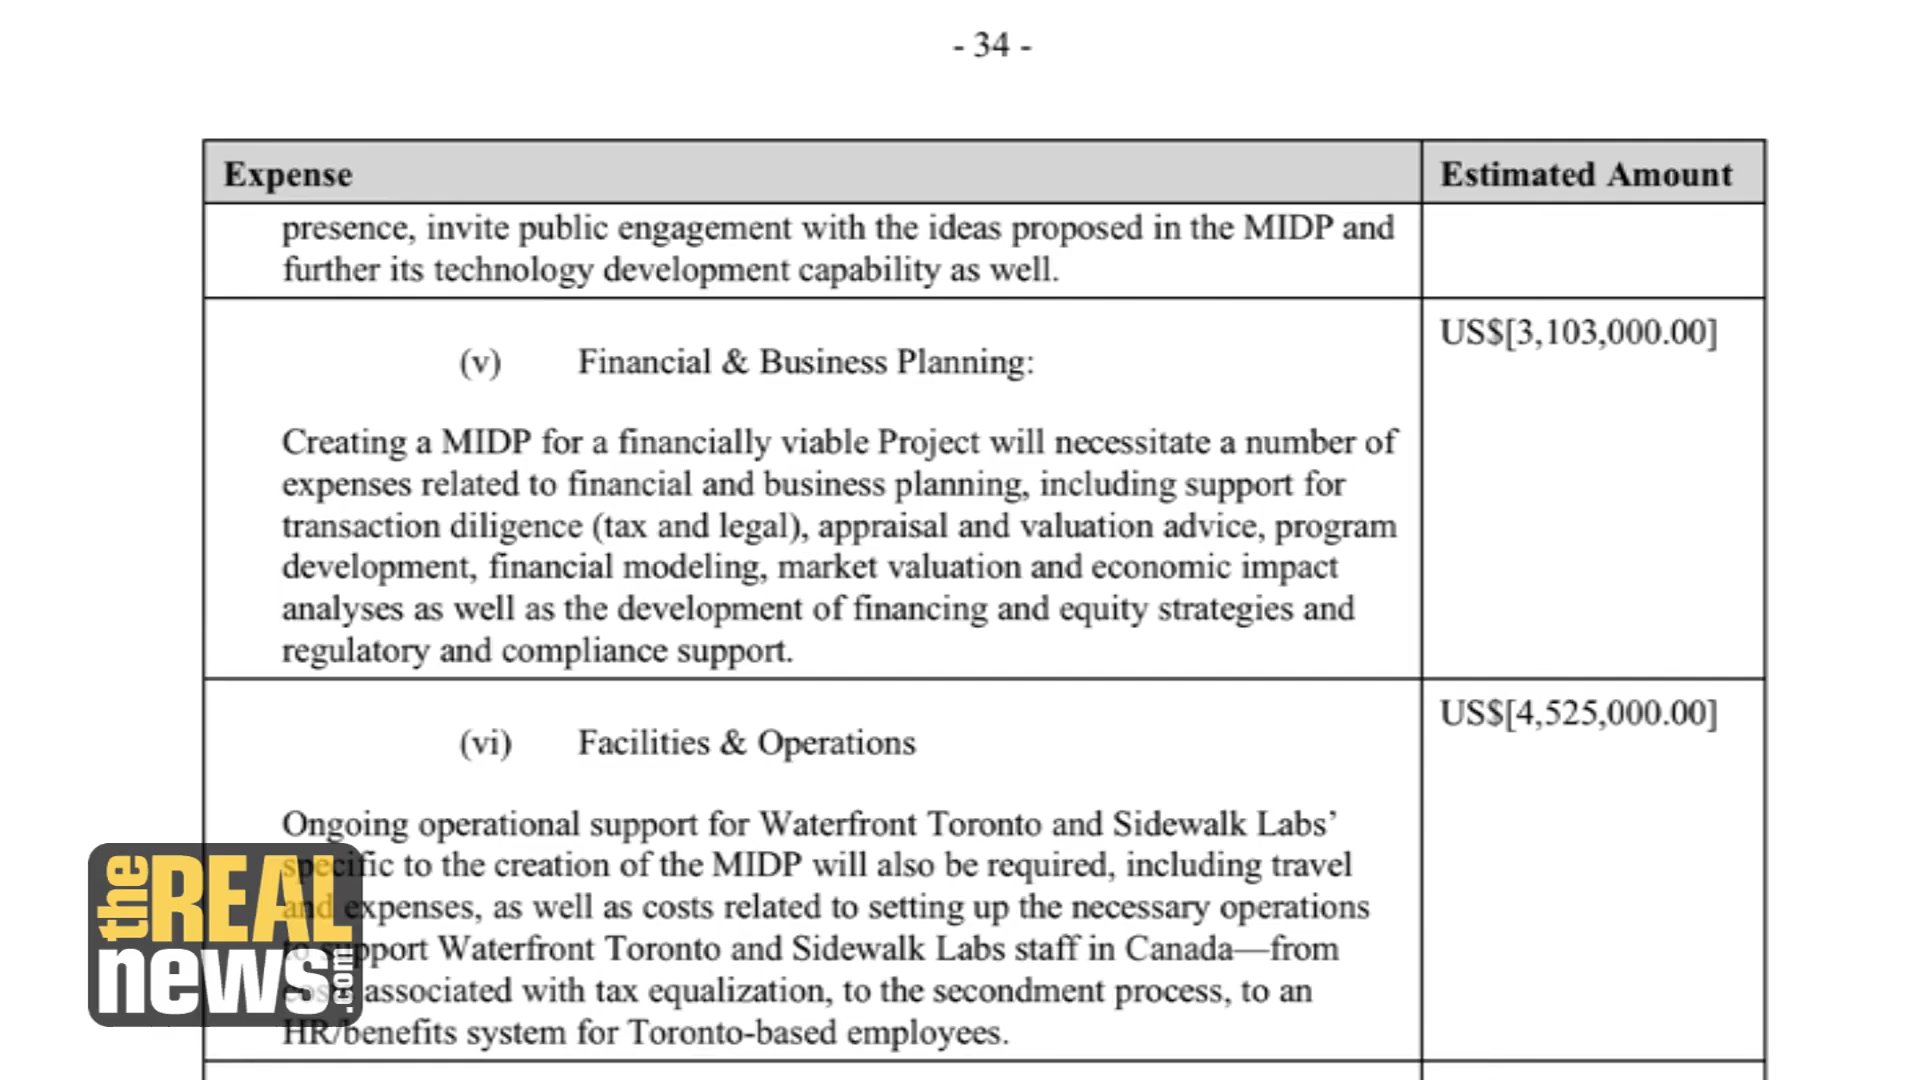 - 34 -
Expense
Estimated Amount
presence, invite public engagement with the ideas proposed in the MIDP and
further its technology development capability as well.
US$[3,103,000.00]
(v) Financial & Business Planning:
Creating a MIDP for a financially viable Project will necessitate a number of
expenses related to financial and business planning, including support for
transaction diligence (tax and legal), appraisal and valuation advice, program
development, financial modeling, market valuation and economic impact
analyses as well as the development of financing and equity strategies and
regulatory and compliance support.
US$[4,525,000.00]
(vi) Facilities & Operations
Ongoing operational support for Waterfront Toronto and Sidewalk Labs’
specific to the creation of the MIDP will also be required, including travel
and expenses, as well as costs related to setting up the necessary operations
to support Waterfront Toronto and Sidewalk Labs staff in Canada—from
associated with tax equalization, to the secondment process, to an
HR/benefits system for Toronto-based employees.
the REAL
news.com